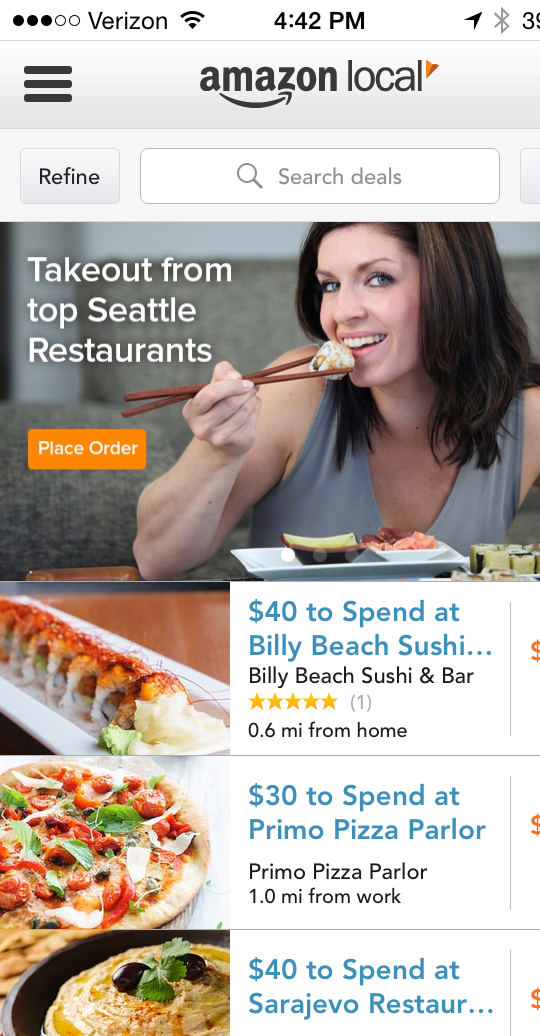 Verizon 4:42 PM 39
amazon local
Refine Search deals
Takeout from
top Seattle
Restaurants
Place Order
$40 to Spend at
Billy Beach Sushi...
Billy Beach Sushi & Bar
(1)
0.6 mi from home
$
$30 to Spend at
Primo Pizza Parlor
Primo Pizza Parlor
1.0 mi from work
$
$40 to Spend at
Sarajevo Restaur...
$